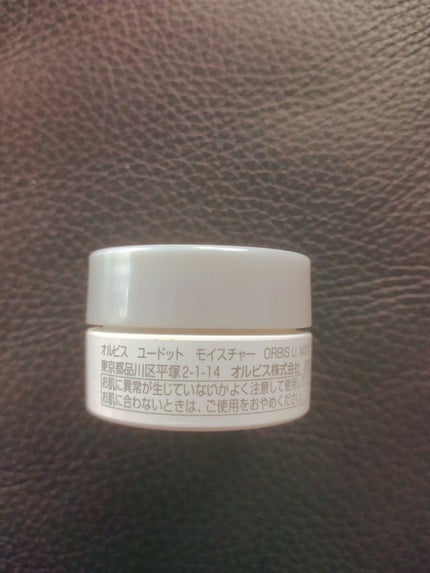 オルビス ユードット モイスチャー ORBIS U MOIS
東京都品川区平塚2-1-14 オルビス株式会社
お肌に異常が生じていないかよく注意して使用して
お肌に合わないときは、ご使用をおやめください。